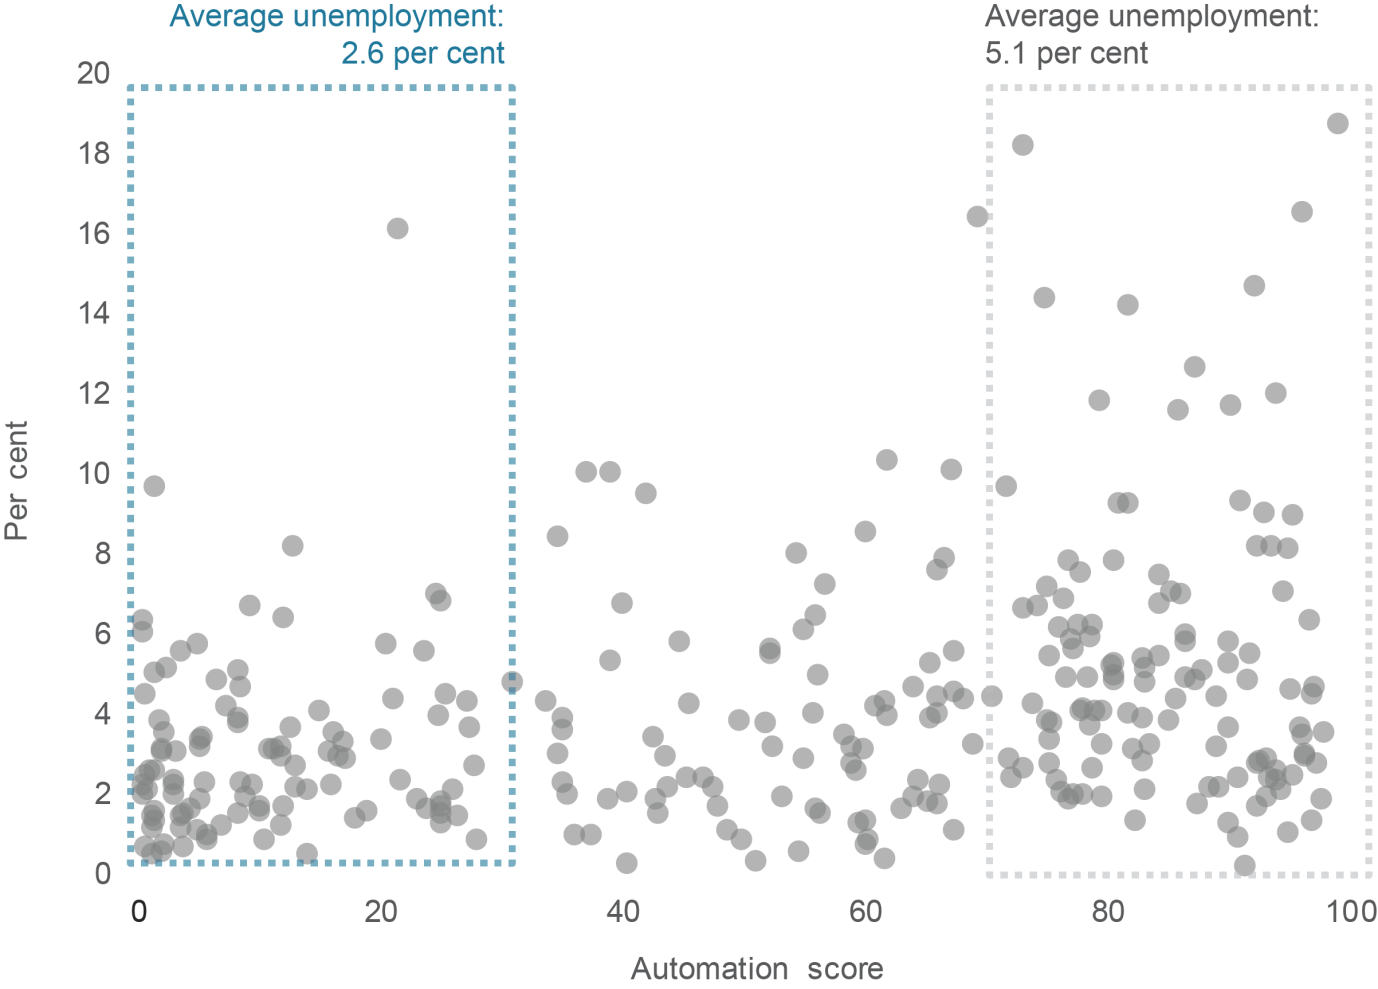 Average unemployment:
2.6 per cent
Average unemployment:
5.1 per cent
20
18
16
14
12
10
8
6
4
2
0
Per cent
0 20 40 60 80 100
Automation score